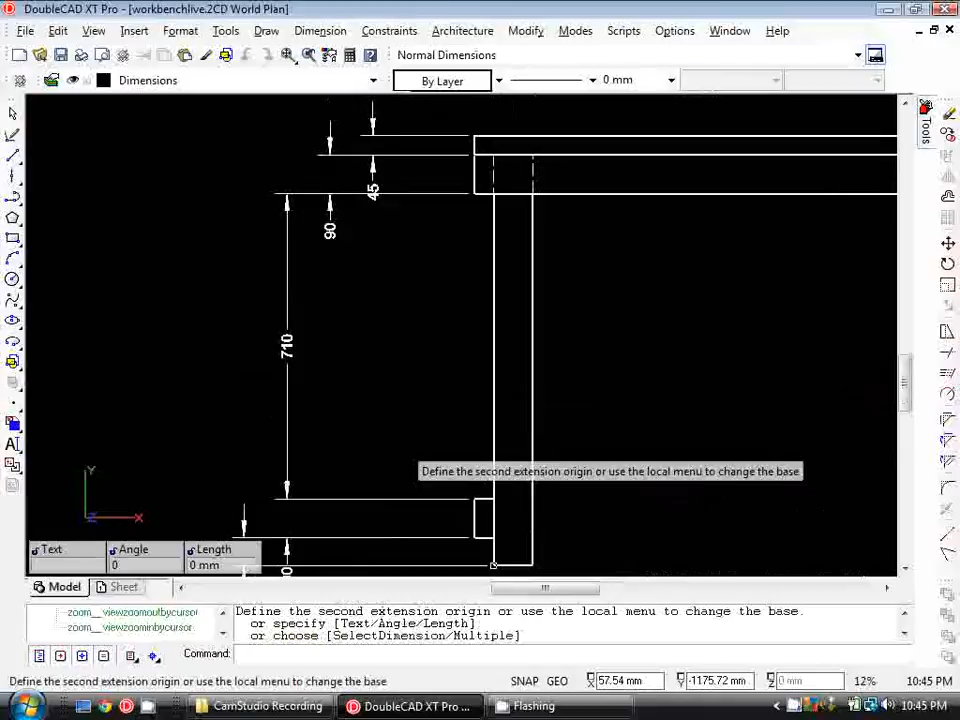 DoubleCAD XT Pro - [workbenchlive.2CD World Plan]
File Edit View Insert Format Tools Draw Dimension Constraints Architecture Modify Modes Scripts Options Window Help
Normal Dimensions
Dimensions
By Layer
0 mm
Tools
45
90
710
Define the second extension origin or use the local menu to change the base
Y
X
Z
Text
Angle
0
Length
0 mm
Model
Sheet
zoom__viewzoomoutbycursor
zoom__viewzoominbycursor
Define the second extension origin or use the local menu to change the base.
or specify [Text/Angle/Length]
or choose [SelectDimension/Multiple]
Command:
Define the second extension origin or use the local menu to change the base
SNAP GEO X 57.54 mm Y -1175.72 mm Z 0 mm 12% 10:45 PM
CamStudio Recording
DoubleCAD XT Pro ...
Flashing
10:45 PM